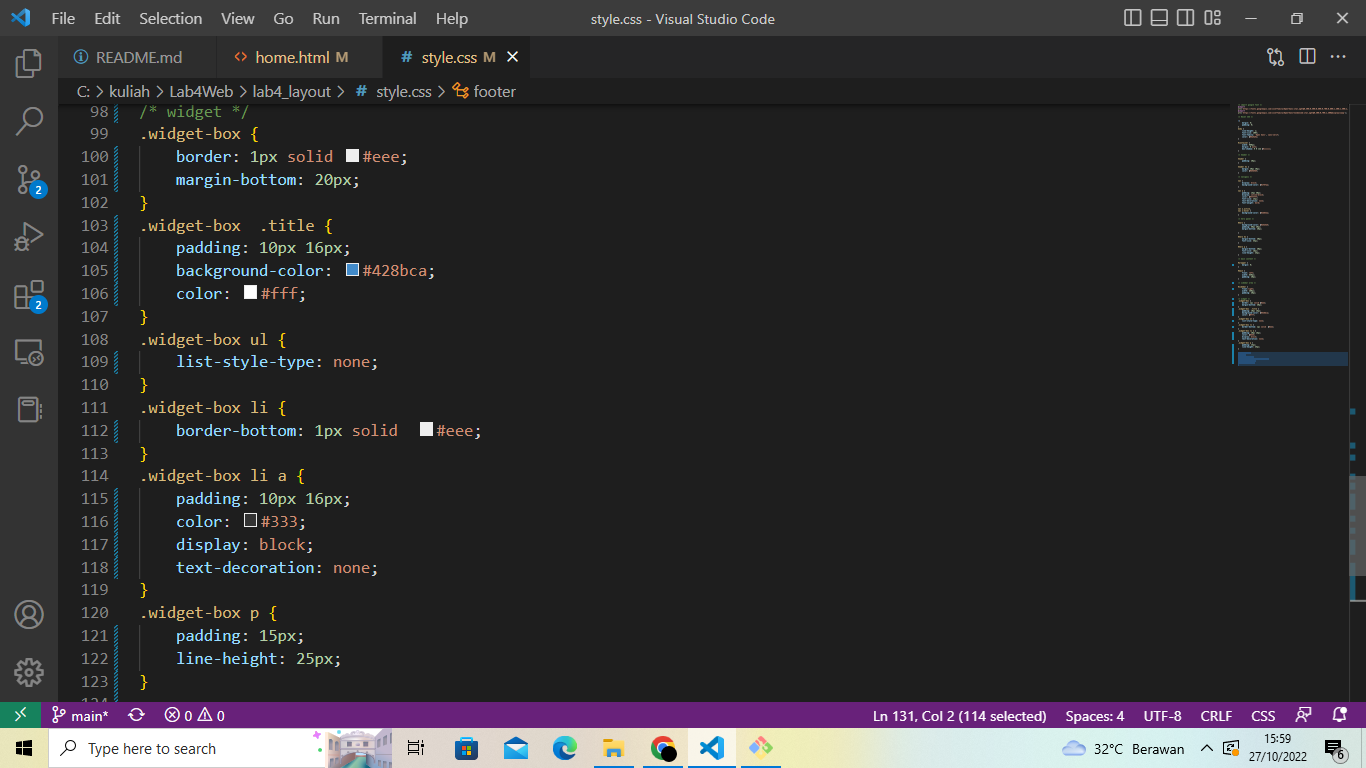 File Edit Selection View Go Run Terminal Help style.css - Visual Studio Code
README.md home.html M # style.css M
C: > kuliah > Lab4Web > lab4_layout > # style.css > footer
98 /* widget */
99 .widget-box {
100 border: 1px solid #eee;
101 margin-bottom: 20px;
102 }
103 .widget-box  .title {
104 padding: 10px 16px;
105 background-color: #428bca;
106 color: #fff;
107 }
108 .widget-box ul {
109 list-style-type: none;
110 }
111 .widget-box li {
112 border-bottom: 1px solid  #eee;
113 }
114 .widget-box li a {
115 padding: 10px 16px;
116 color: #333;
117 display: block;
118 text-decoration: none;
119 }
120 .widget-box p {
121 padding: 15px;
122 line-height: 25px;
123 }
2
2
main* 0 0 Ln 131, Col 2 (114 selected) Spaces: 4 UTF-8 CRLF CSS
Type here to search 32°C Berawan 15:59
27/10/2022 6